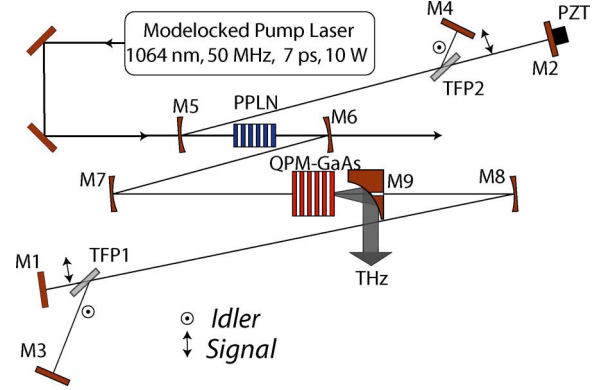 M4
PZT
Modelocked Pump Laser
1064 nm, 50 MHz, 7 ps, 10 W
M2
TFP2
M5
PPLN
M6
QPM-GaAs
M7
M9
M8
TFP1
M1
THz
M3
Idler
Signal